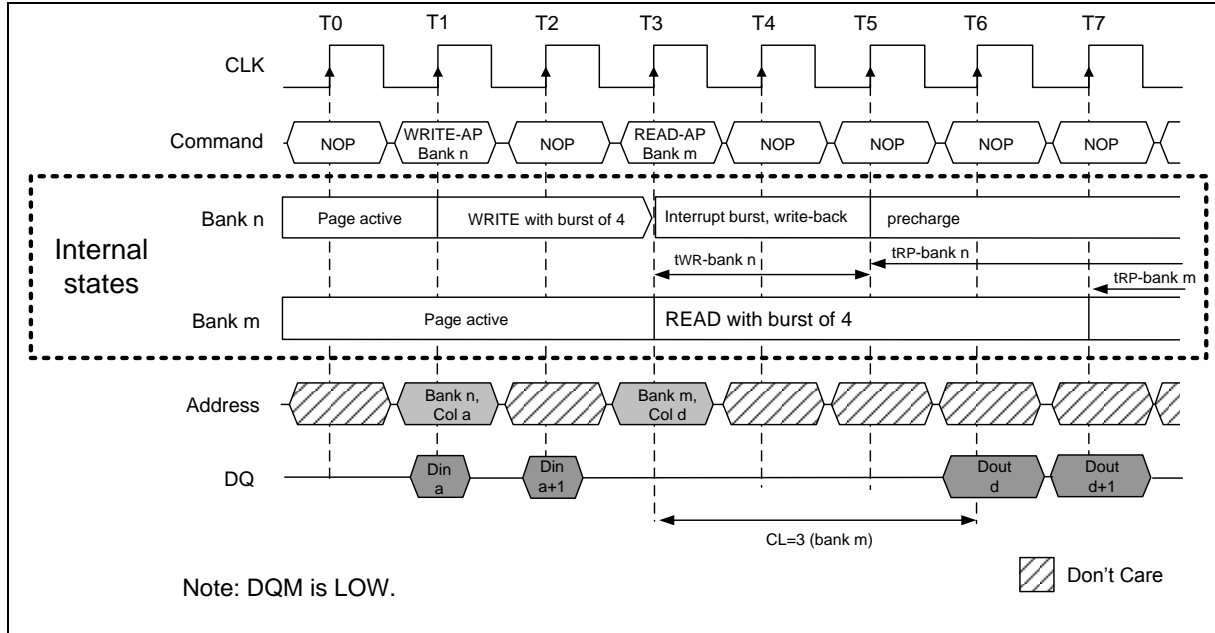 T0 T1 T2 T3 T4 T5 T6 T7
CLK
Command NOP WRITE-AP Bank n NOP READ-AP Bank m NOP NOP NOP NOP
Internal states
Bank n Page active WRITE with burst of 4 Interrupt burst, write-back precharge
tWR-bank n tRP-bank n
tRP-bank m
Bank m Page active READ with burst of 4
Address Bank n, Col a Bank m, Col d
DQ Din a Din a+1 Dout d Dout d+1
CL=3 (bank m)
Note: DQM is LOW.
Don't Care